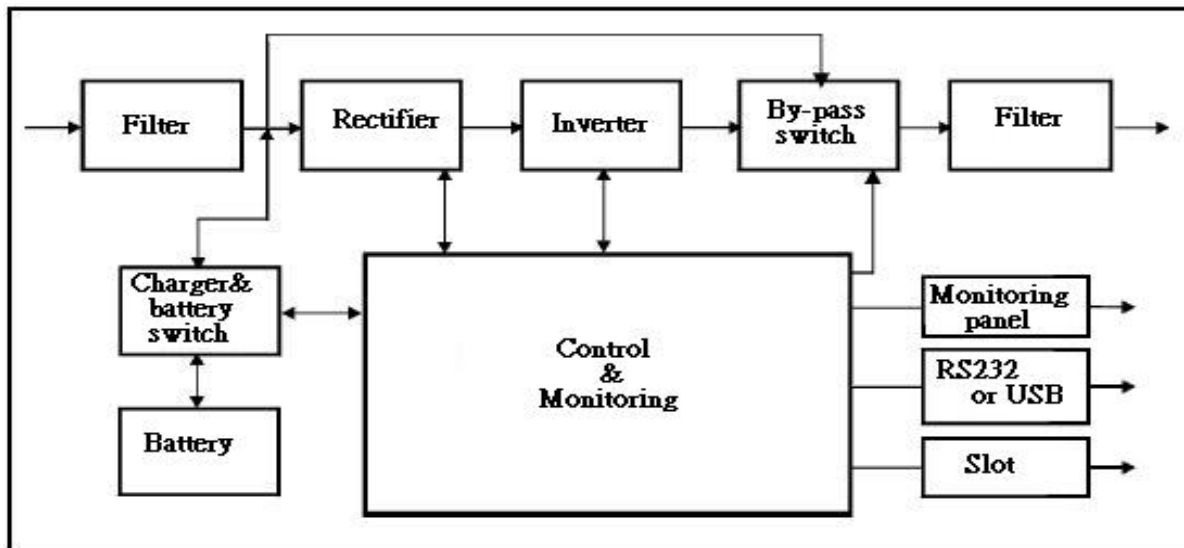 Filter
Rectifier
Inverter
By-pass
switch
Filter
Charger&
battery
switch
Control
&
Monitoring
Monitoring
panel
RS232
or USB
Battery
Slot